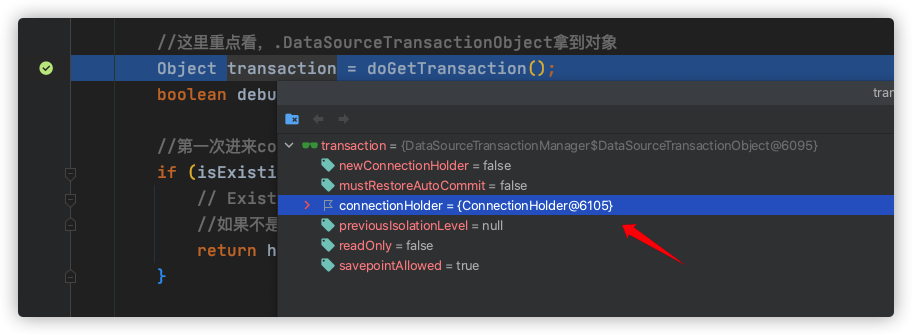 //这里重点看，.DataSourceTransactionObject拿到对象
Object transaction = doGetTransaction();
boolean debu
tran
//第一次进来co
transaction = {DataSourceTransactionManager$DataSourceTransactionObject@6095}
newConnectionHolder = false
if (isExisti
mustRestoreAutoCommit = false
// Exist
connectionHolder = {ConnectionHolder@6105}
//如果不是
previousIsolationLevel = null
return h
readOnly = false
}
savepointAllowed = true